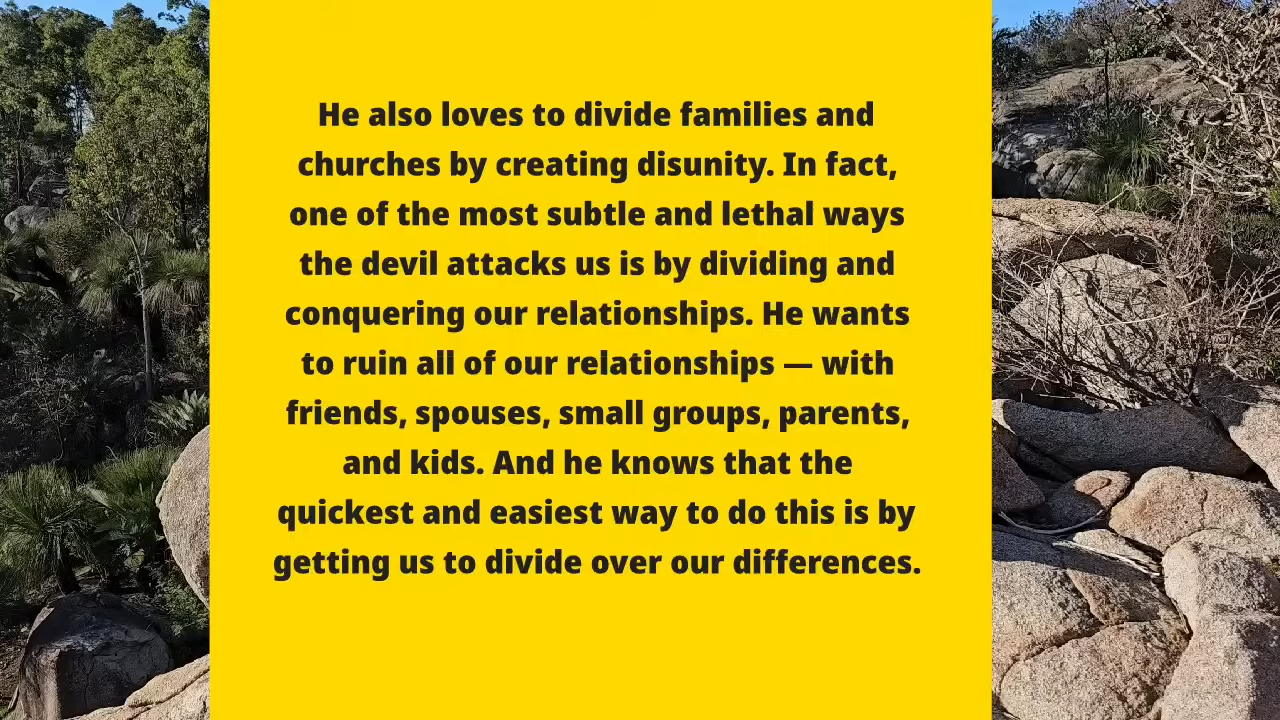 He also loves to divide families and
churches by creating disunity. In fact,
one of the most subtle and lethal ways
the devil attacks us is by dividing and
conquering our relationships. He wants
to ruin all of our relationships — with
friends, spouses, small groups, parents,
and kids. And he knows that the
quickest and easiest way to do this is by
getting us to divide over our differences.